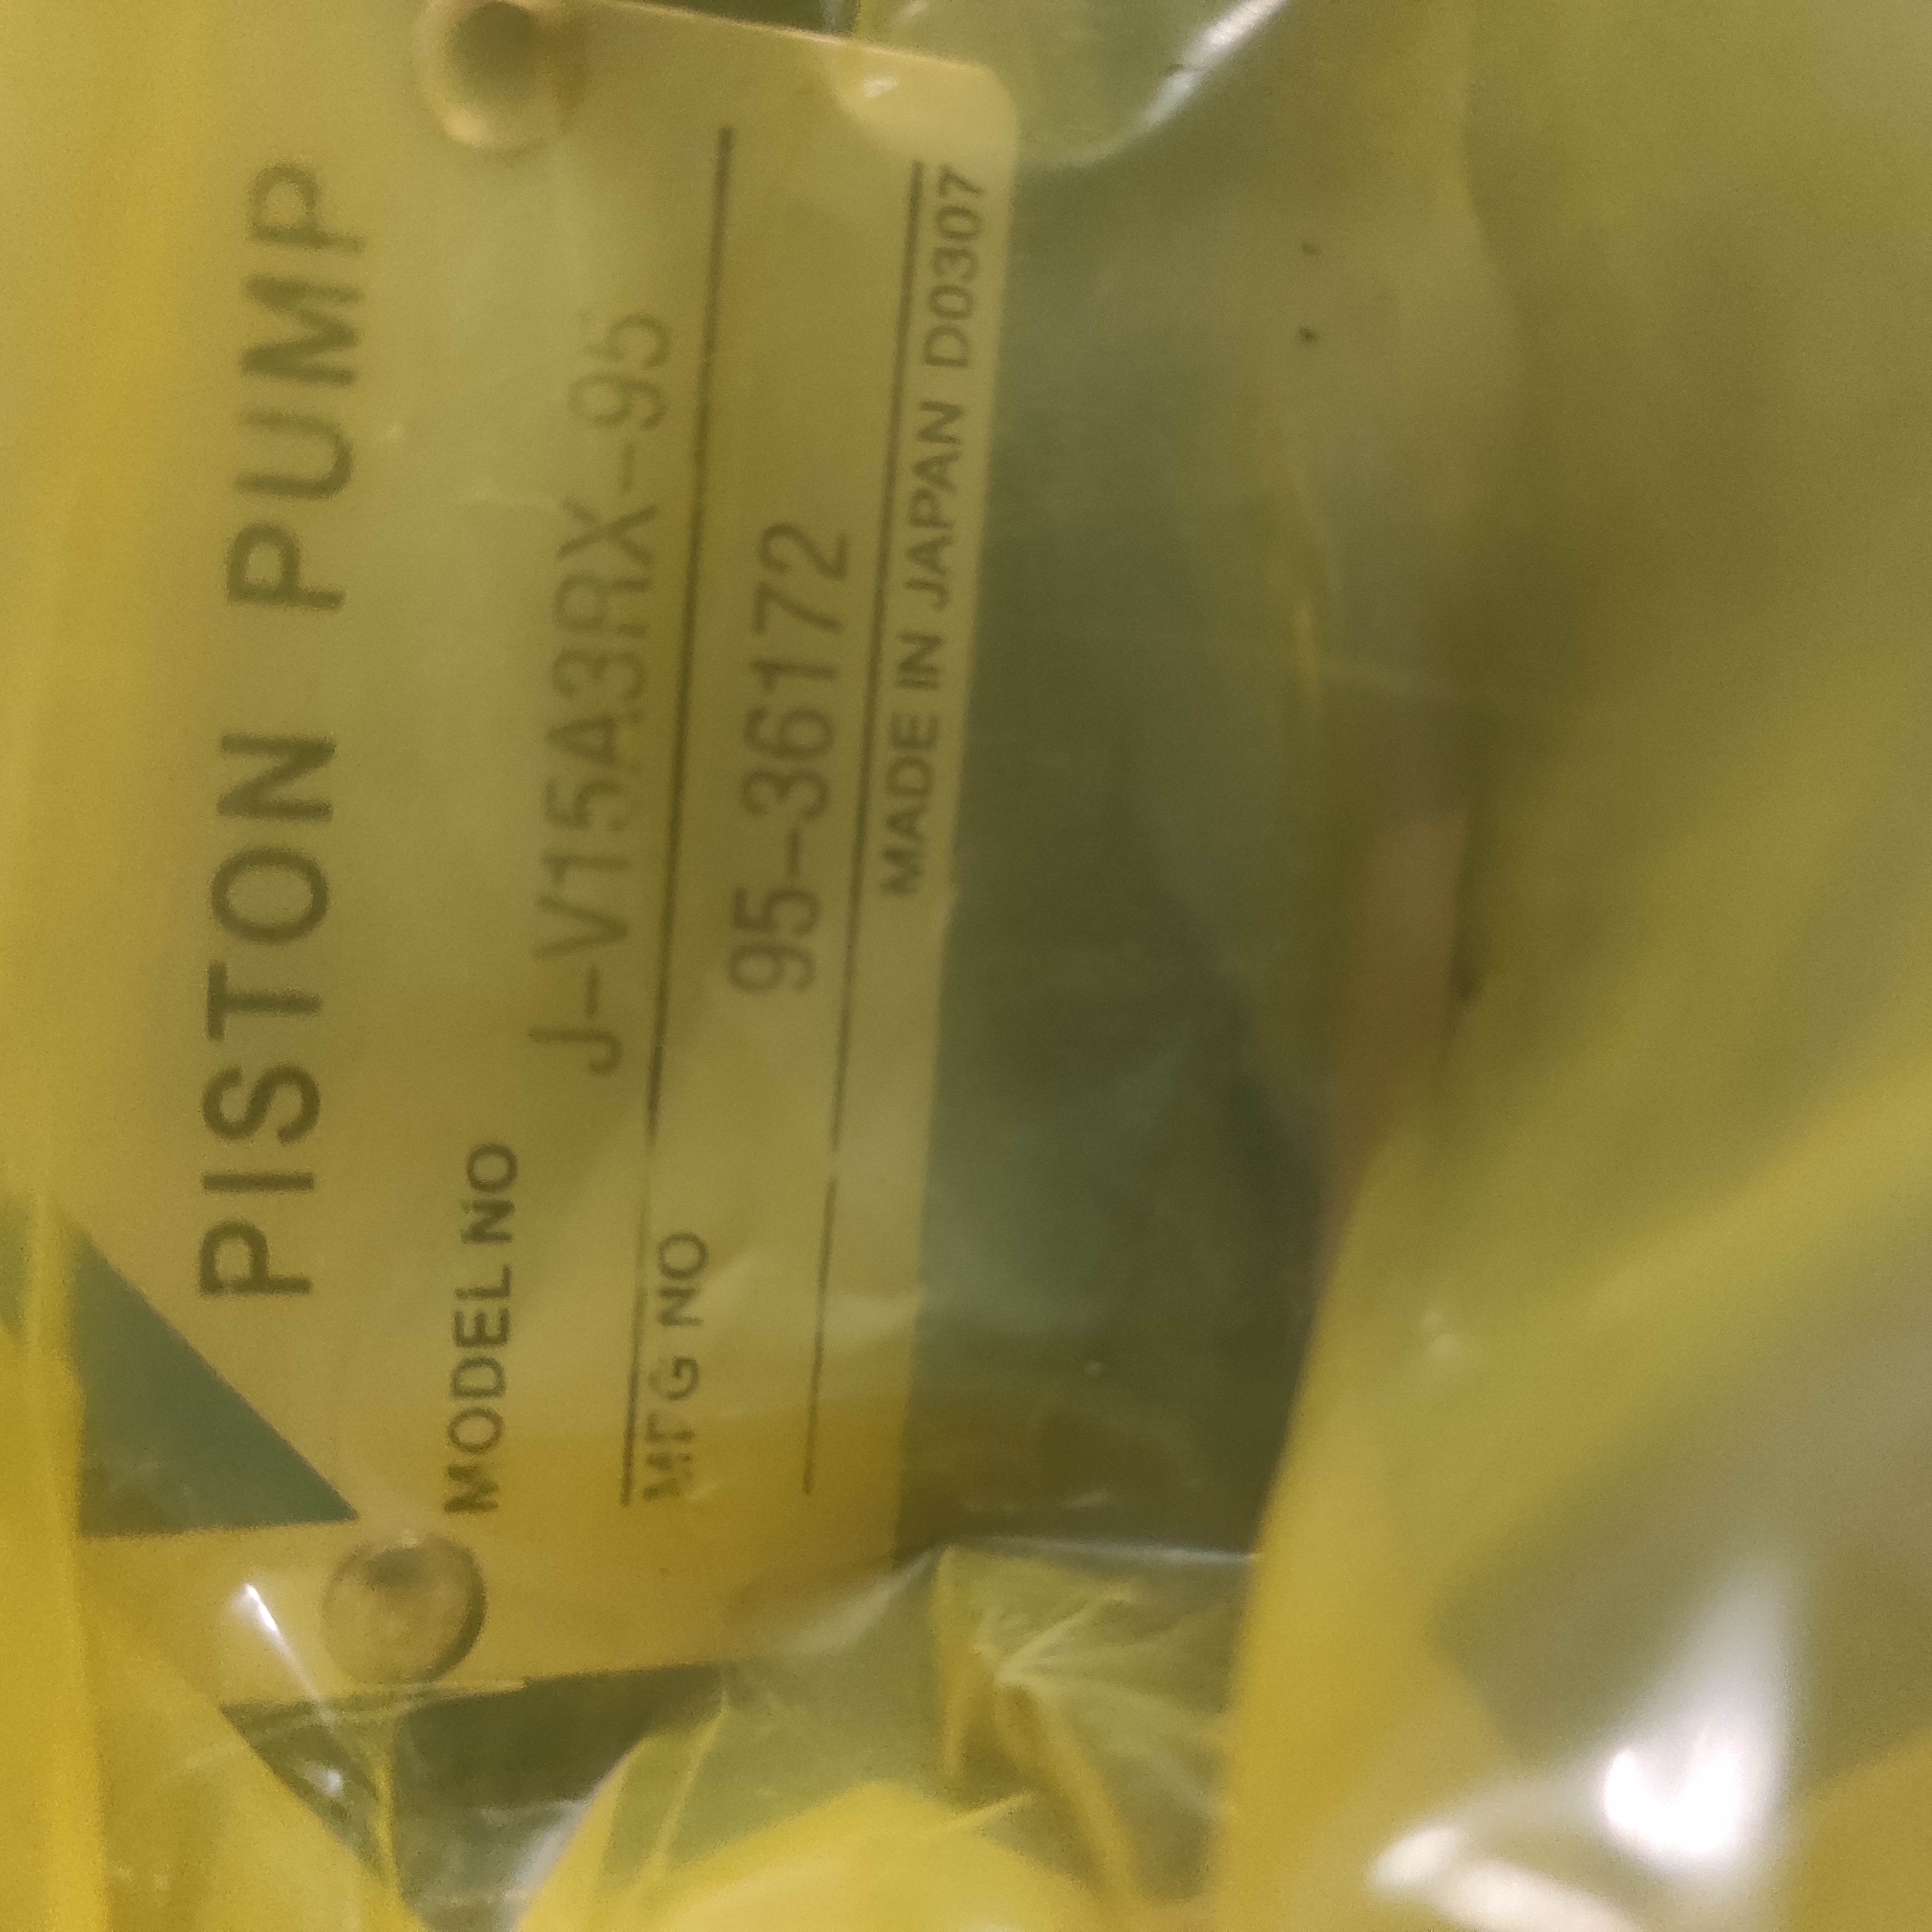 PISTON PUMP
MODEL NO
J-V15A3RX-95
MFG NO
95-36172
MADE IN JAPAN D0307